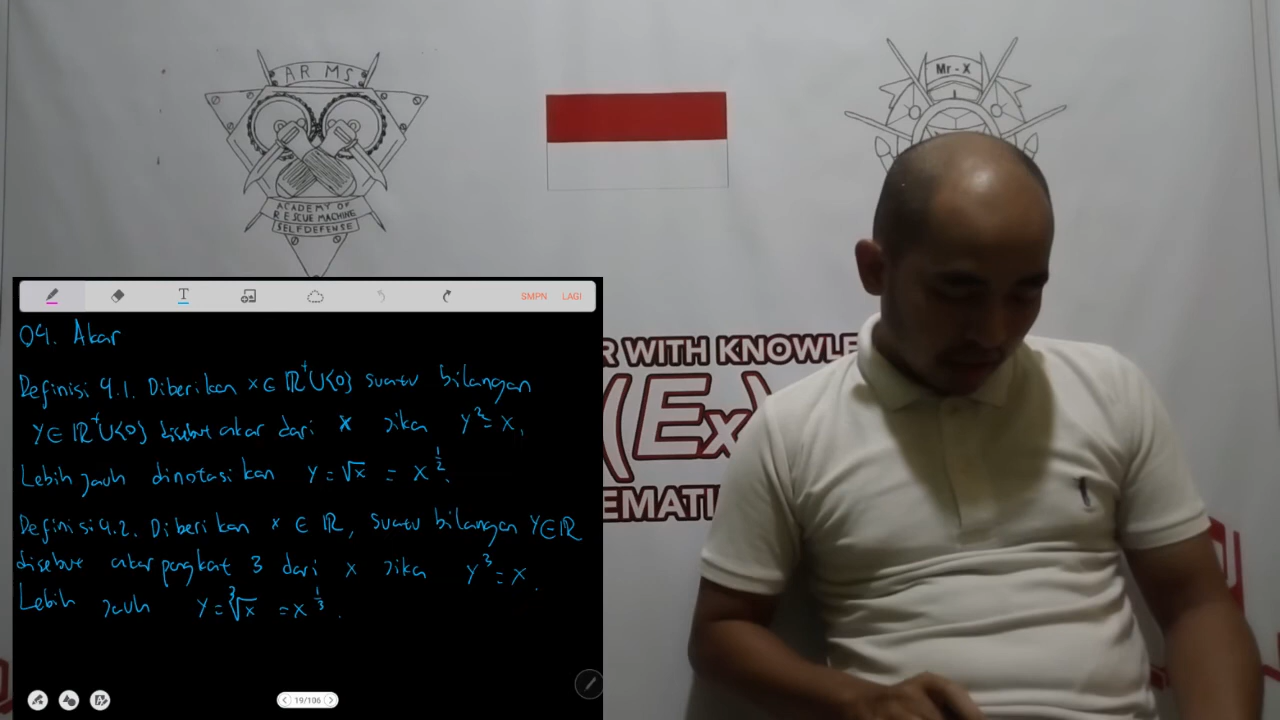 ARMS
ACADEMY OF
RESCUE MACHINE
SELFDEFENSE
Mr - X
R WITH KNOWLE
(Ex)
EMATI
T
SMPN LAGI
04. Akar
Definisi 4.1. Diberikan x ∈ ℝ⁺∪{0} suatu bilangan
y ∈ ℝ⁺∪{0} disebut akar dari x jika y² = x.
Lebih jauh dinotasikan y = √x = x^{1/2}.
Definisi 4.2. Diberikan x ∈ ℝ, suatu bilangan y ∈ ℝ
disebut akar pangkat 3 dari x jika y³ = x.
Lebih jauh y = ∛x = x^{1/3}.
19/106